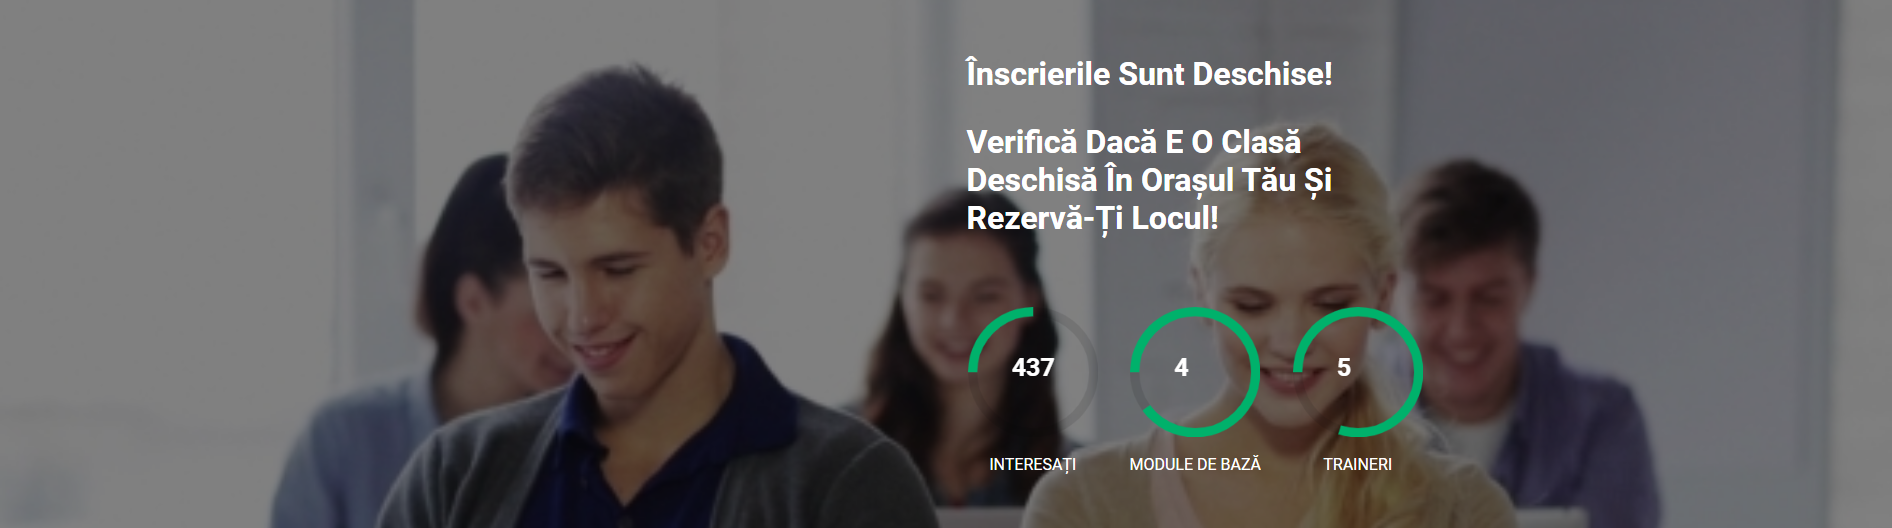 Înscrierile Sunt Deschise!
Verifică Dacă E O Clasă
Deschisă În Orașul Tău Și
Rezervă-Ți Locul!
437
4
5
INTERESAȚI
MODULE DE BAZĂ
TRAINERI